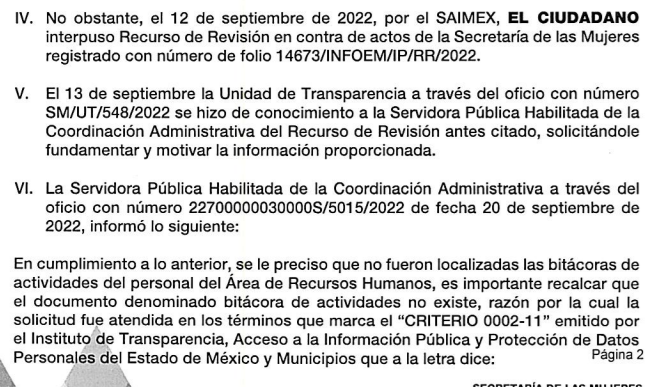 IV. No obstante, el 12 de septiembre de 2022, por el SAIMEX, EL CIUDADANO
interpuso Recurso de Revisión en contra de actos de la Secretaría de las Mujeres
registrado con número de folio 14673/INFOEM/IP/RR/2022.
V. El 13 de septiembre la Unidad de Transparencia a través del oficio con número
SM/UT/548/2022 se hizo de conocimiento a la Servidora Pública Habilitada de la
Coordinación Administrativa del Recurso de Revisión antes citado, solicitándole
fundamentar y motivar la información proporcionada.
VI. La Servidora Pública Habilitada de la Coordinación Administrativa a través del
oficio con número 22700000030000S/5015/2022 de fecha 20 de septiembre de
2022, informó lo siguiente:
En cumplimiento a lo anterior, se le preciso que no fueron localizadas las bitácoras de
actividades del personal del Área de Recursos Humanos, es importante recalcar que
el documento denominado bitácora de actividades no existe, razón por la cual la
solicitud fue atendida en los términos que marca el “CRITERIO 0002-11” emitido por
el Instituto de Transparencia, Acceso a la Información Pública y Protección de Datos
Personales del Estado de México y Municipios que a la letra dice:
Página 2
SECRETARÍA DE LAS MUJERES